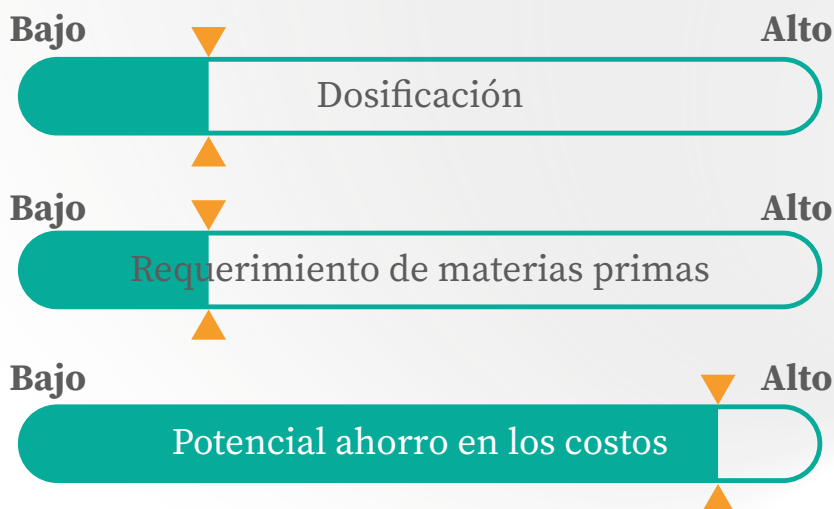 Bajo Alto
Dosificación
Bajo Alto
Requerimiento de materias primas
Bajo Alto
Potencial ahorro en los costos